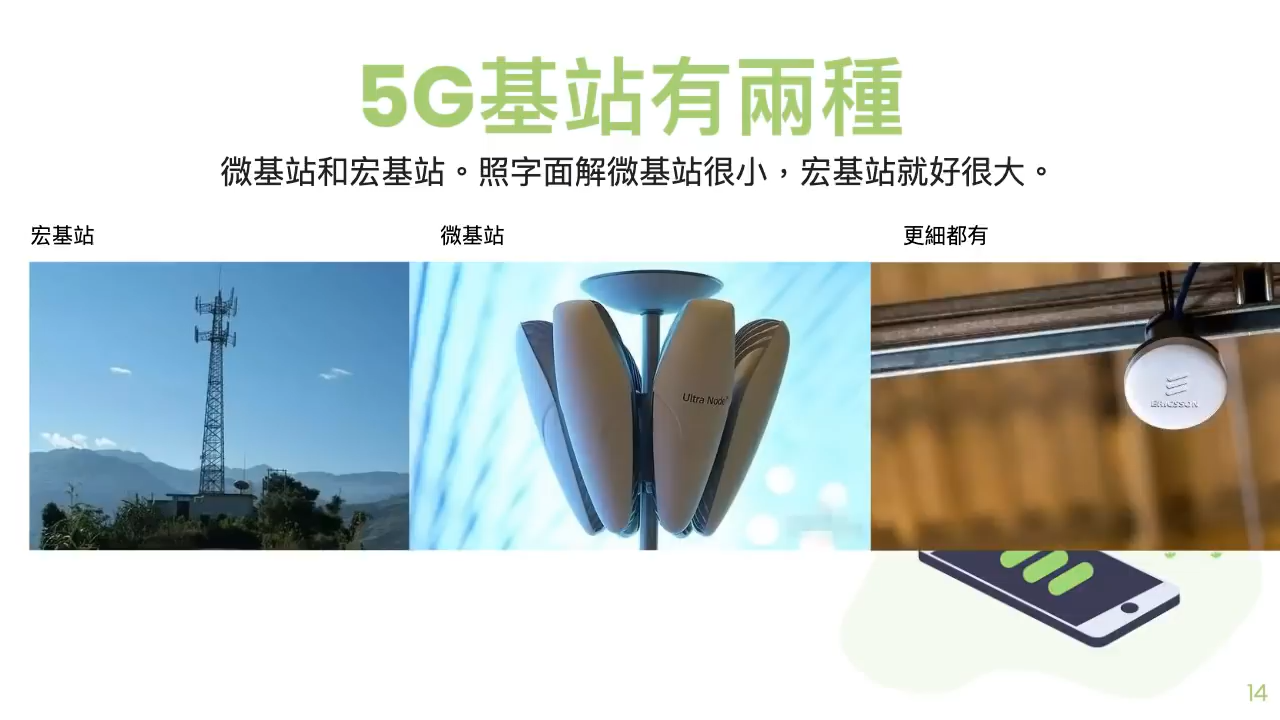 5G基站有兩種
微基站和宏基站。照字面解微基站很小，宏基站就好很大。
宏基站
微基站
更細都有
Ultra Node
ERICSSON
14